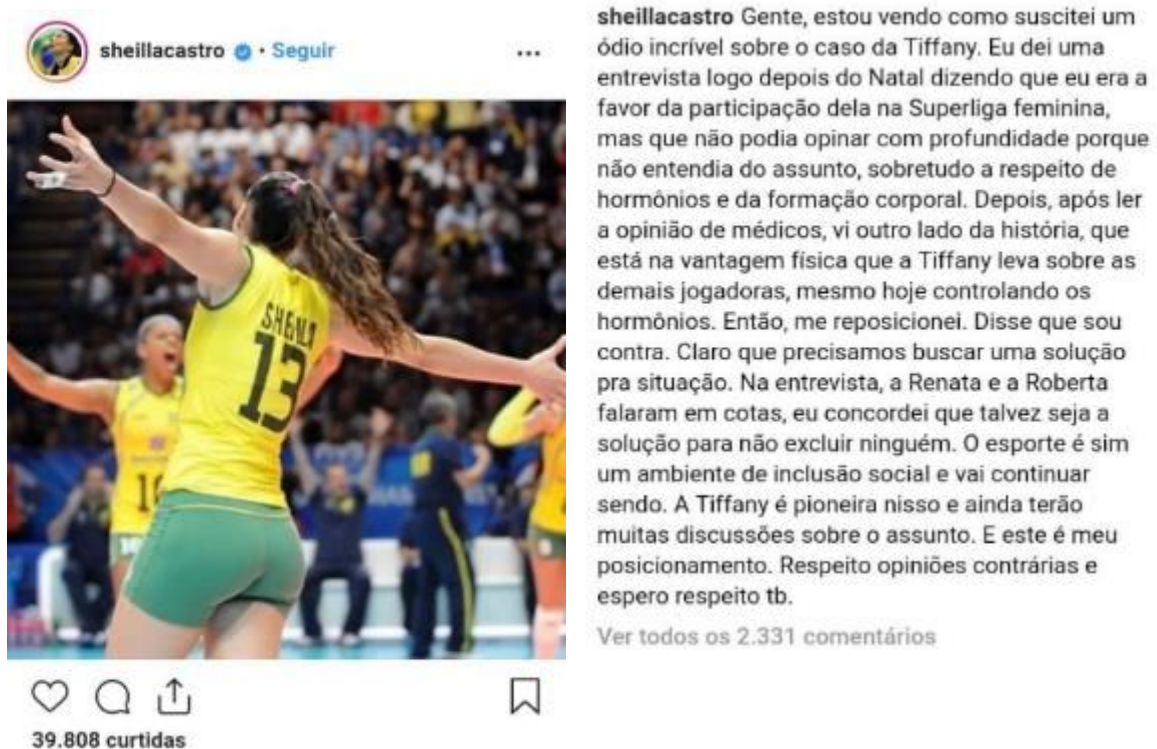 sheillacastro • Seguir
SHEILLA
13
16
39.808 curtidas
sheillacastro Gente, estou vendo como suscitei um
ódio incrível sobre o caso da Tiffany. Eu dei uma
entrevista logo depois do Natal dizendo que eu era a
favor da participação dela na Superliga feminina,
mas que não podia opinar com profundidade porque
não entendia do assunto, sobretudo a respeito de
hormônios e da formação corporal. Depois, após ler
a opinião de médicos, vi outro lado da história, que
está na vantagem física que a Tiffany leva sobre as
demais jogadoras, mesmo hoje controlando os
hormônios. Então, me reposicionei. Disse que sou
contra. Claro que precisamos buscar uma solução
pra situação. Na entrevista, a Renata e a Roberta
falaram em cotas, eu concordei que talvez seja a
solução para não excluir ninguém. O esporte é sim
um ambiente de inclusão social e vai continuar
sendo. A Tiffany é pioneira nisso e ainda terão
muitas discussões sobre o assunto. E este é meu
posicionamento. Respeito opiniões contrárias e
espero respeito tb.
Ver todos os 2.331 comentários